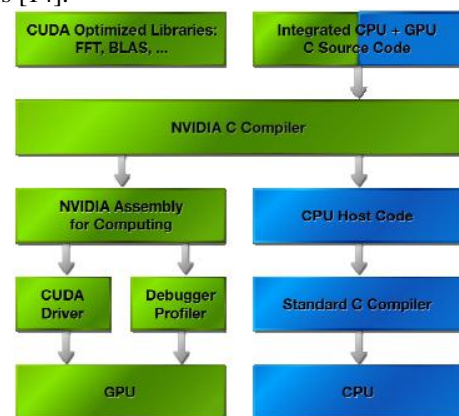 s [14].
CUDA Optimized Libraries:
FFT, BLAS, ...
Integrated CPU + GPU
C Source Code
NVIDIA C Compiler
NVIDIA Assembly
for Computing
CPU Host Code
CUDA
Driver
Debugger
Profiler
Standard C Compiler
GPU
CPU